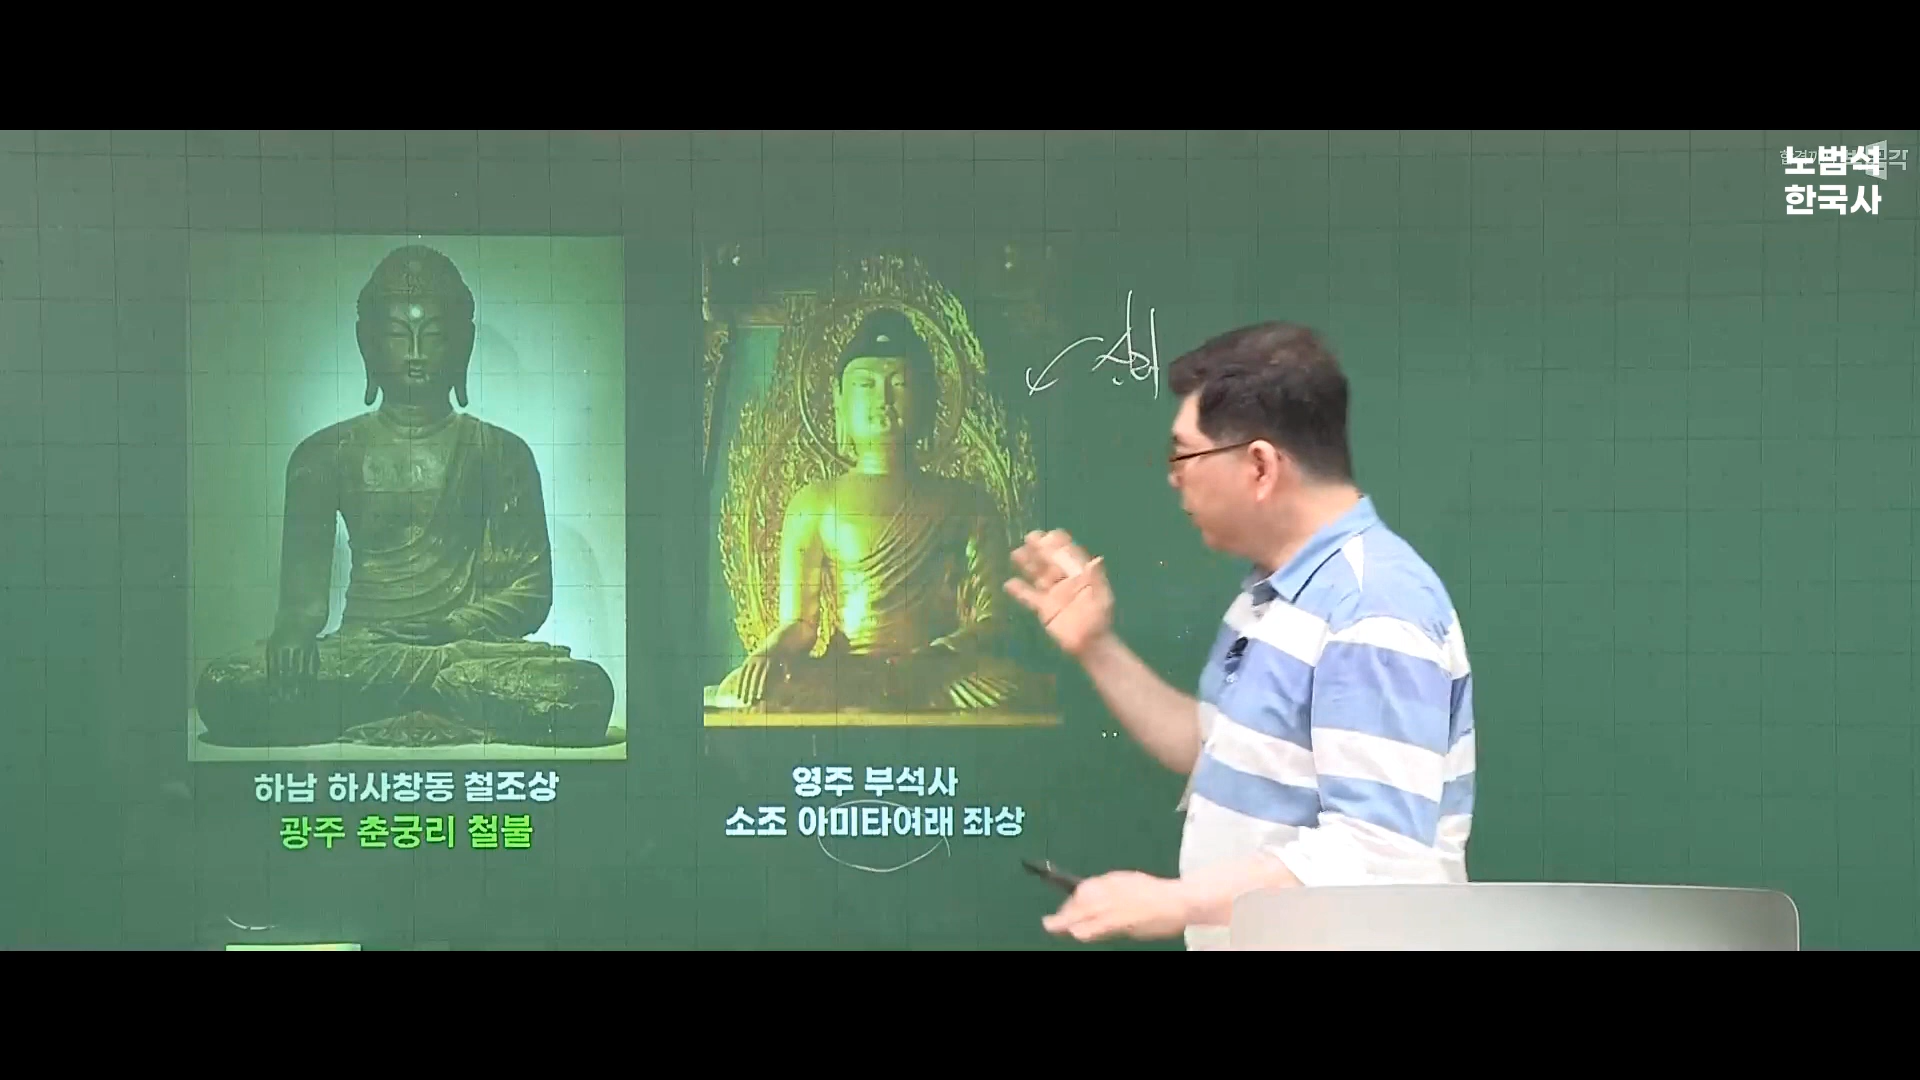 노범석
한국사
하남 하사창동 철조상
광주 춘궁리 철불
영주 부석사
소조 아미타여래 좌상